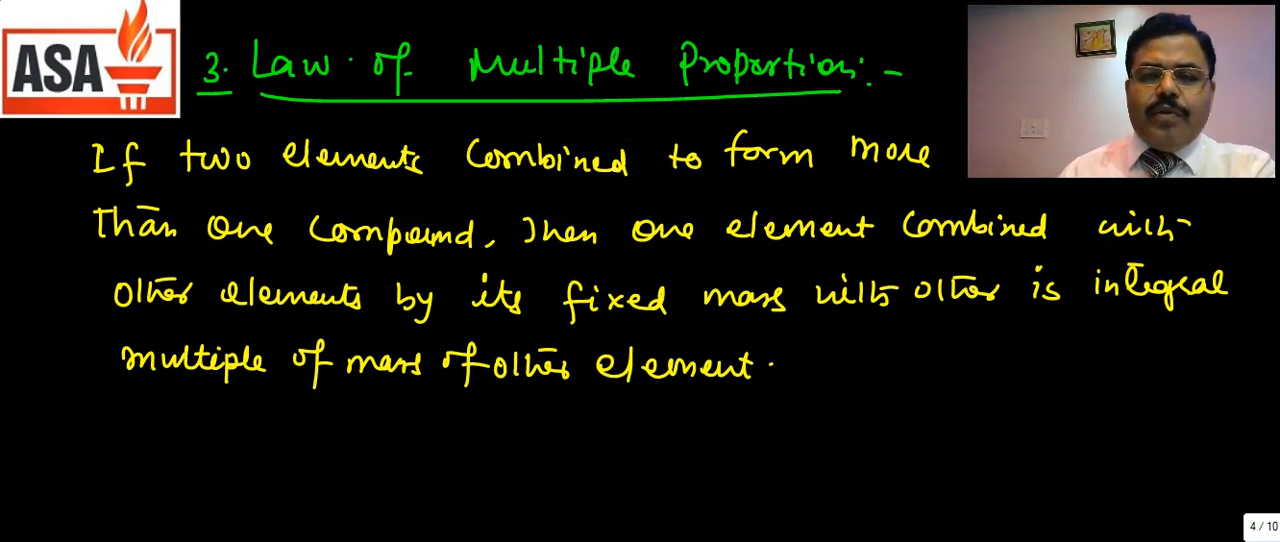 ASA
3. Law of Multiple Proportion:-
If two elements combined to form more
Than one compound, Then one element combined with
other elements by its fixed mass with other is integral
multiple of mass of other element.
4 / 10